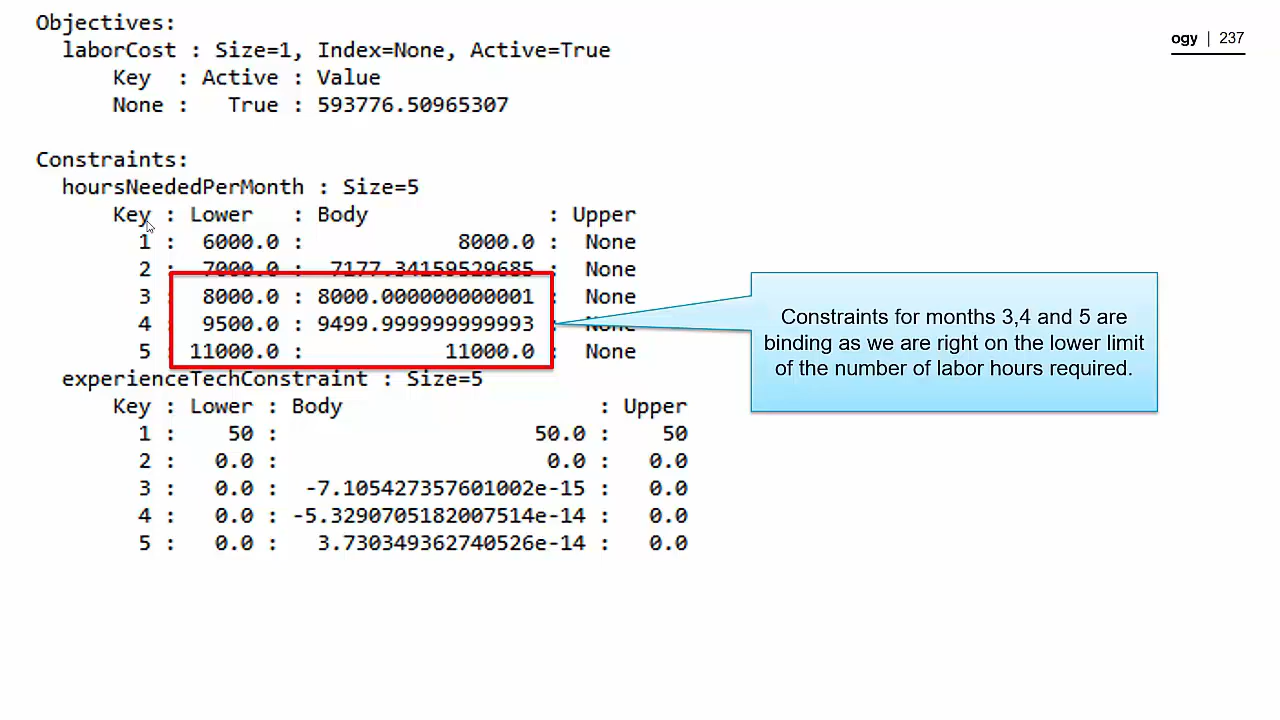 Objectives:
laborCost : Size=1, Index=None, Active=True
Key : Active : Value
None : True : 593776.50965307
ogy | 237
Constraints:
hoursNeededPerMonth : Size=5
Key : Lower : Body : Upper
1 : 6000.0 : 8000.0 : None
2 : 7000.0 : 7177.34159529685 : None
3 : 8000.0 : 8000.000000000001 : None
4 : 9500.0 : 9499.999999999993 : None
5 : 11000.0 : 11000.0 : None
Constraints for months 3,4 and 5 are
binding as we are right on the lower limit
of the number of labor hours required.
experienceTechConstraint : Size=5
Key : Lower : Body : Upper
1 : 50 : 50.0 : 50
2 : 0.0 : 0.0 : 0.0
3 : 0.0 : -7.105427357601002e-15 : 0.0
4 : 0.0 : -5.3290705182007514e-14 : 0.0
5 : 0.0 : 3.730349362740526e-14 : 0.0